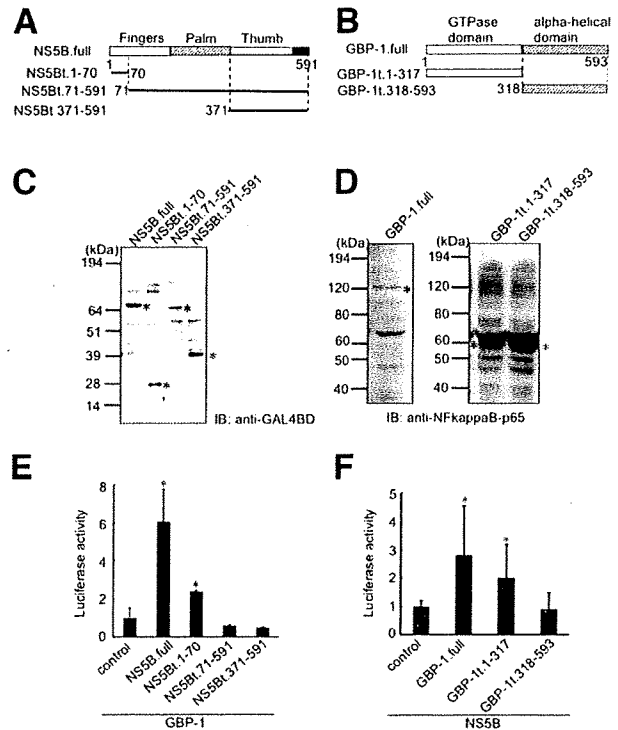 A
Fingers Palm Thumb
NS5B.full
1 591
NS5Bt.1-70 70
NS5Bt.71-591 71
NS5Bt 371-591 371
B
GTPase domain alpha-helical domain
GBP-1.full
1 593
GBP-1t.1-317
GBP-1t.318-593 318
C
NS5B.full
NS5Bt.1-70
NS5Bt.71-591
NS5Bt.371-591
(kDa)
194
64
51
39
28
14
*
*
*
*
IB: anti-GAL4BD
D
GBP-1.full
(kDa)
194
120
80
60
50
40
*
GBP-1t.1-317
GBP-1t.318-593
(kDa)
194
120
80
60
50
40
*
*
IB: anti-NFkappaB-p65
E
Luciferase activity
8
6
4
2
0
*
*
control
NS5B.full
NS5Bt.1-70
NS5Bt.71-591
NS5Bt.371-591
GBP-1
F
Luciferase activity
5
4
3
2
1
0
*
*
control
GBP-1.full
GBP-1t.1-317
GBP-1t.318-593
NS5B